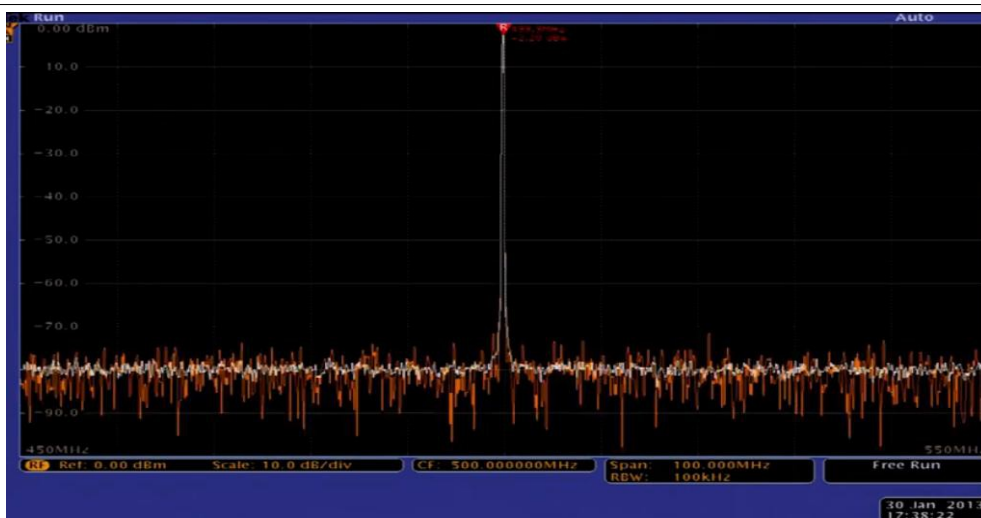 Run
Auto
0.00 dBm
10.0
-20.0
-30.0
-40.0
-50.0
-60.0
-70.0
-90.0
450MHz
550MH
RF Ref: 0.00 dBm Scale: 10.0 dB/div
CF: 500.000000MHz
Span: 100.000MHz
RBW: 100kHz
Free Run
30 Jan 2013
17:38:22